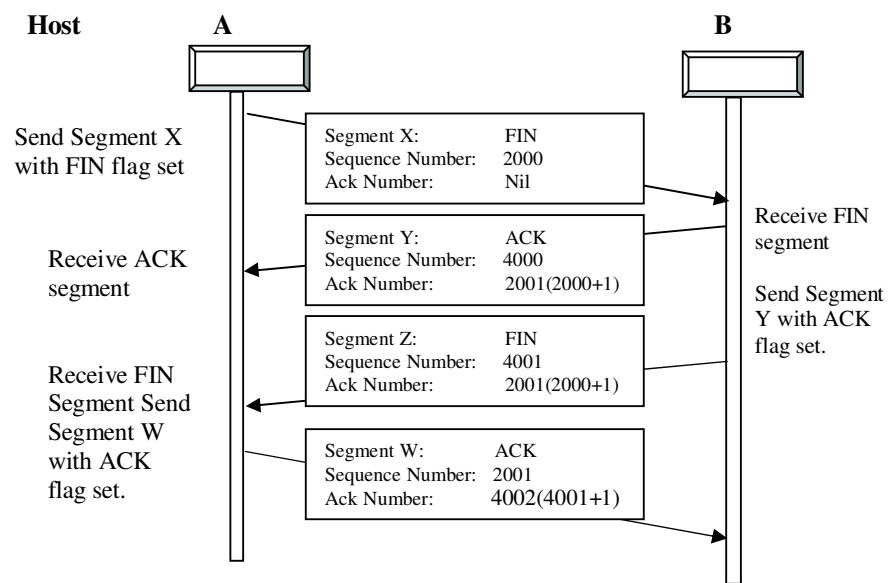 Host A B
Send Segment X
with FIN flag set
Segment X: FIN
Sequence Number: 2000
Ack Number: Nil
Receive FIN
segment
Segment Y: ACK
Sequence Number: 4000
Ack Number: 2001(2000+1)
Receive ACK
segment
Send Segment
Y with ACK
flag set.
Segment Z: FIN
Sequence Number: 4001
Ack Number: 2001(2000+1)
Receive FIN
Segment Send
Segment W
with ACK
flag set.
Segment W: ACK
Sequence Number: 2001
Ack Number: 4002(4001+1)